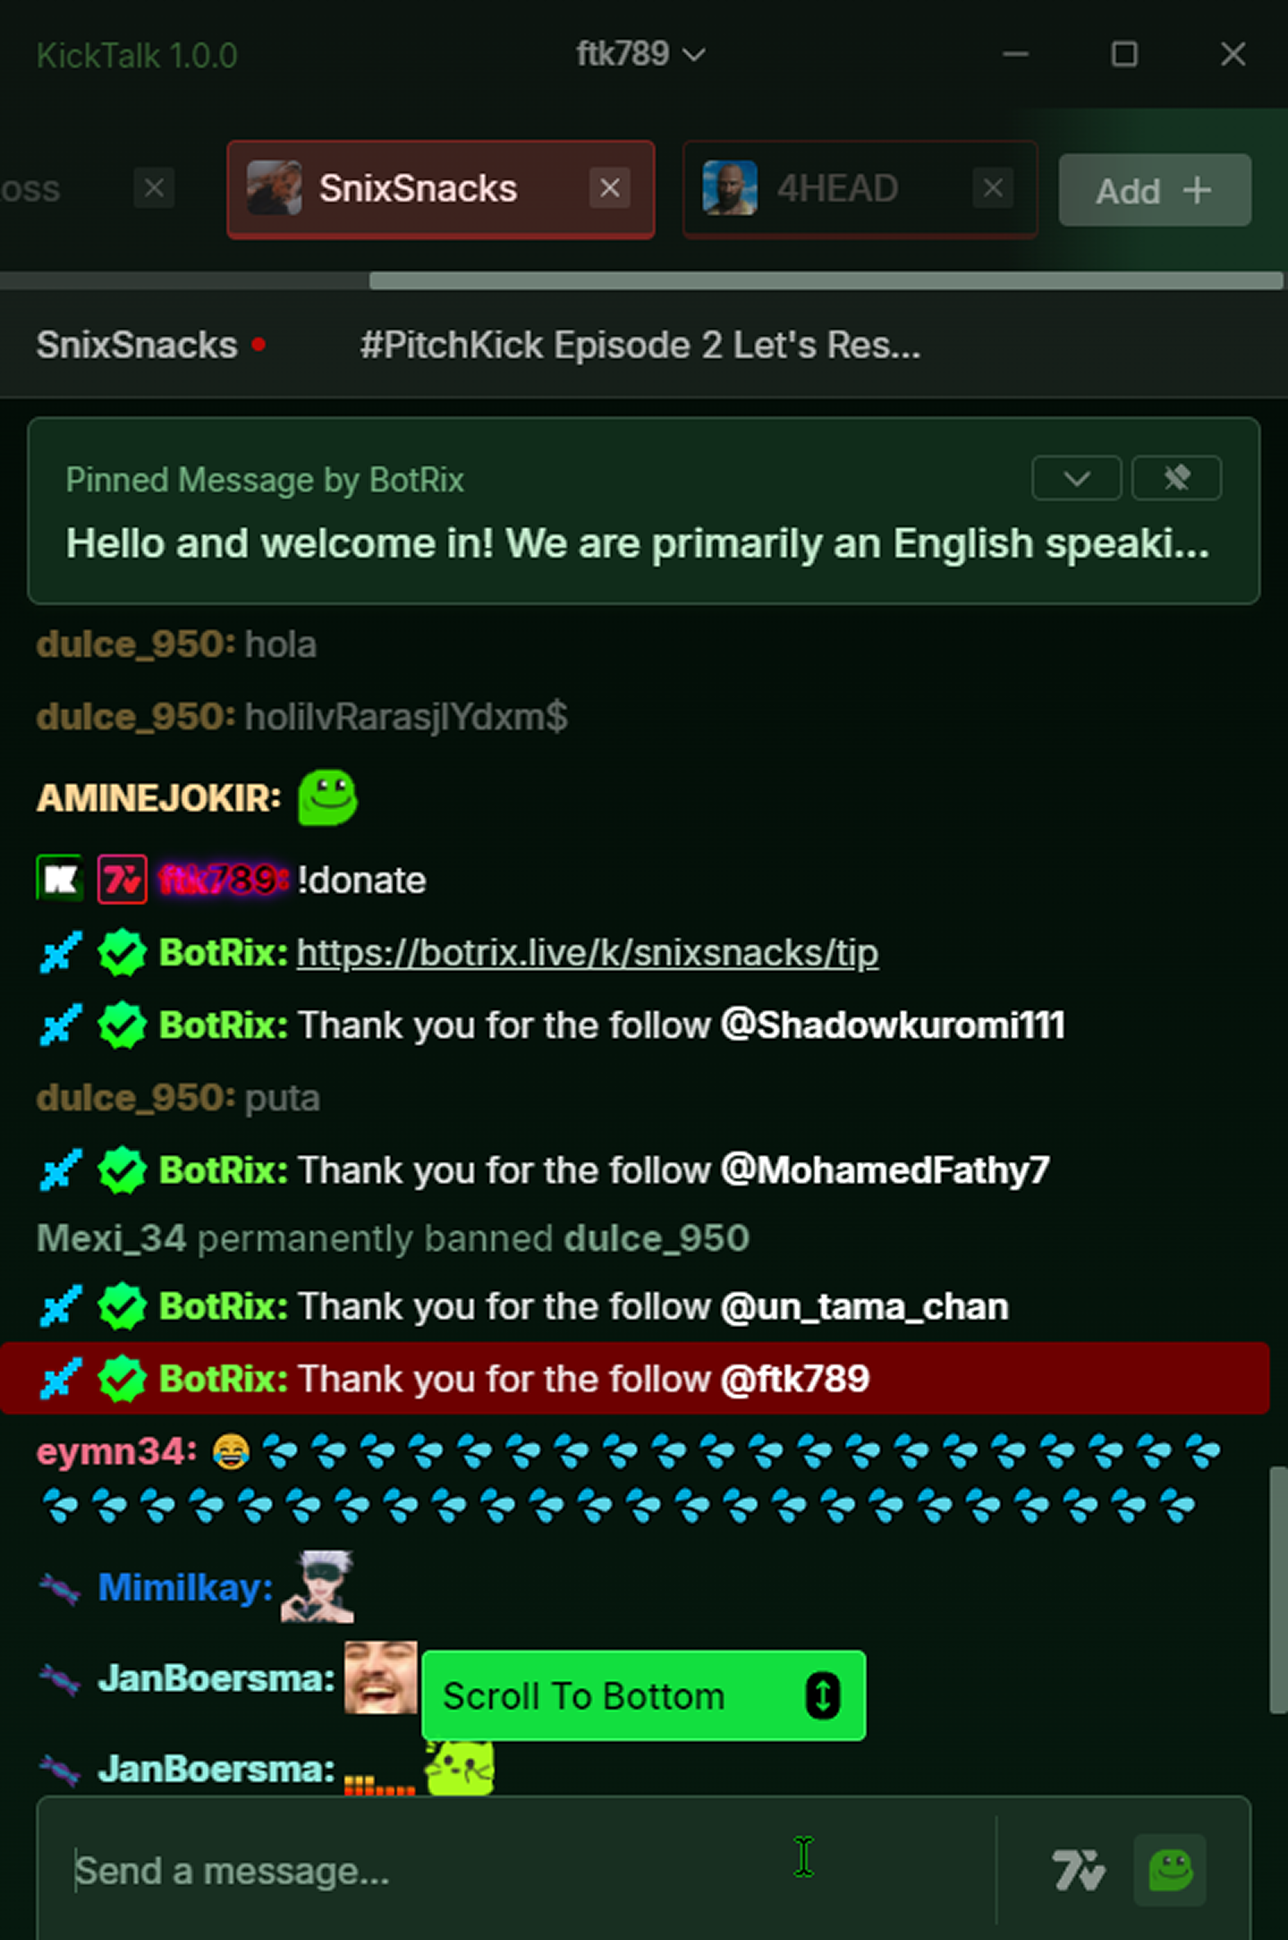 KickTalk 1.0.0
ftk789
oss
SnixSnacks
4HEAD
Add +
SnixSnacks
#PitchKick Episode 2 Let's Res...
Pinned Message by BotRix
Hello and welcome in! We are primarily an English speaki...
dulce_950: hola
dulce_950: holilvRarasjlYdxm$
AMINEJOKIR:
ftk789: !donate
BotRix: https://botrix.live/k/snixsnacks/tip
BotRix: Thank you for the follow @Shadowkuromi111
dulce_950: puta
BotRix: Thank you for the follow @MohamedFathy7
Mexi_34 permanently banned dulce_950
BotRix: Thank you for the follow @un_tama_chan
BotRix: Thank you for the follow @ftk789
eymn34: 😂💦💦💦💦💦💦💦💦💦💦💦💦💦💦💦💦💦💦💦💦
💦💦💦💦💦💦💦💦💦💦💦💦💦💦💦💦💦💦💦💦💦💦💦💦
Mimilkay:
JanBoersma:
Scroll To Bottom
JanBoersma:
Send a message...
7V